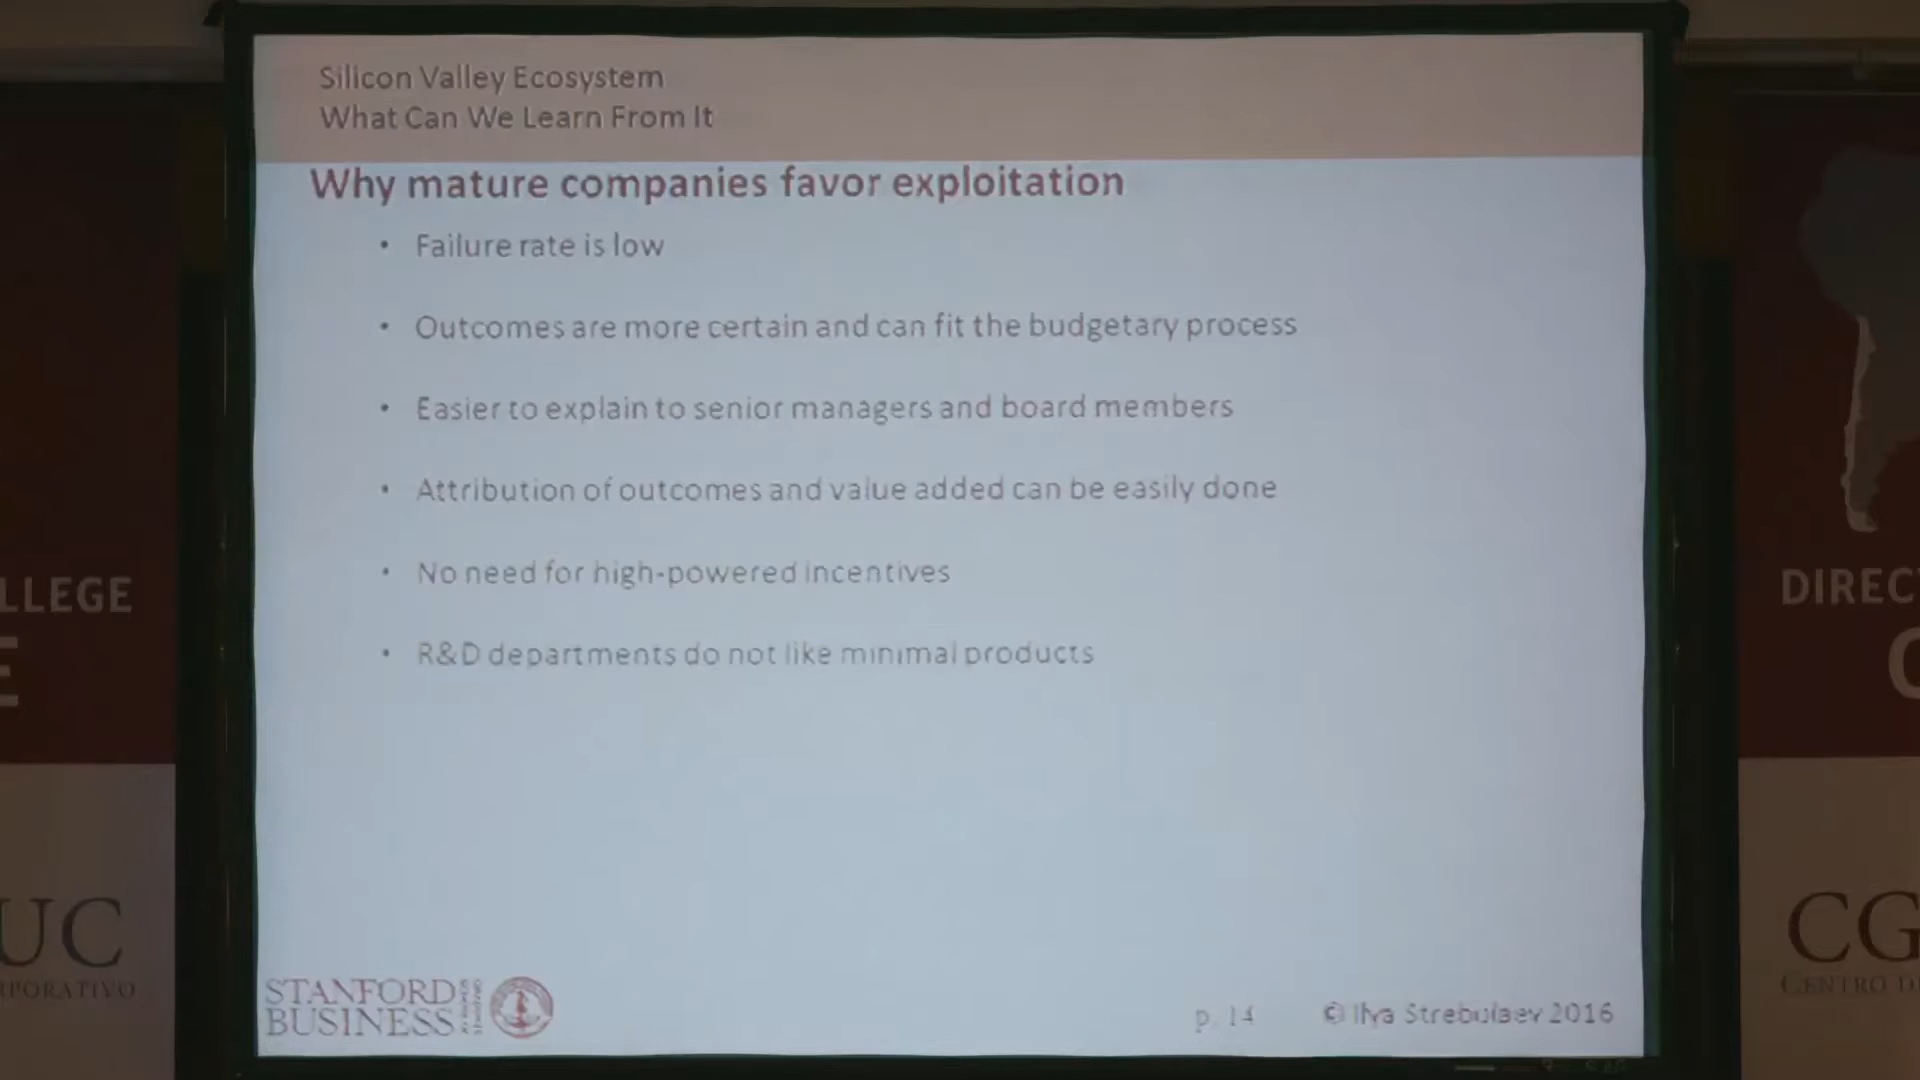 Silicon Valley Ecosystem
What Can We Learn From It
Why mature companies favor exploitation
• Failure rate is low
• Outcomes are more certain and can fit the budgetary process
• Easier to explain to senior managers and board members
• Attribution of outcomes and value added can be easily done
• No need for high-powered incentives
• R&D departments do not like minimal products
STANFORD
BUSINESS
p. 14
© Ilya Strebulaev 2016
LLEGE
E
UC
RPORATIVO
DIREC
C
CG
CENTRO D